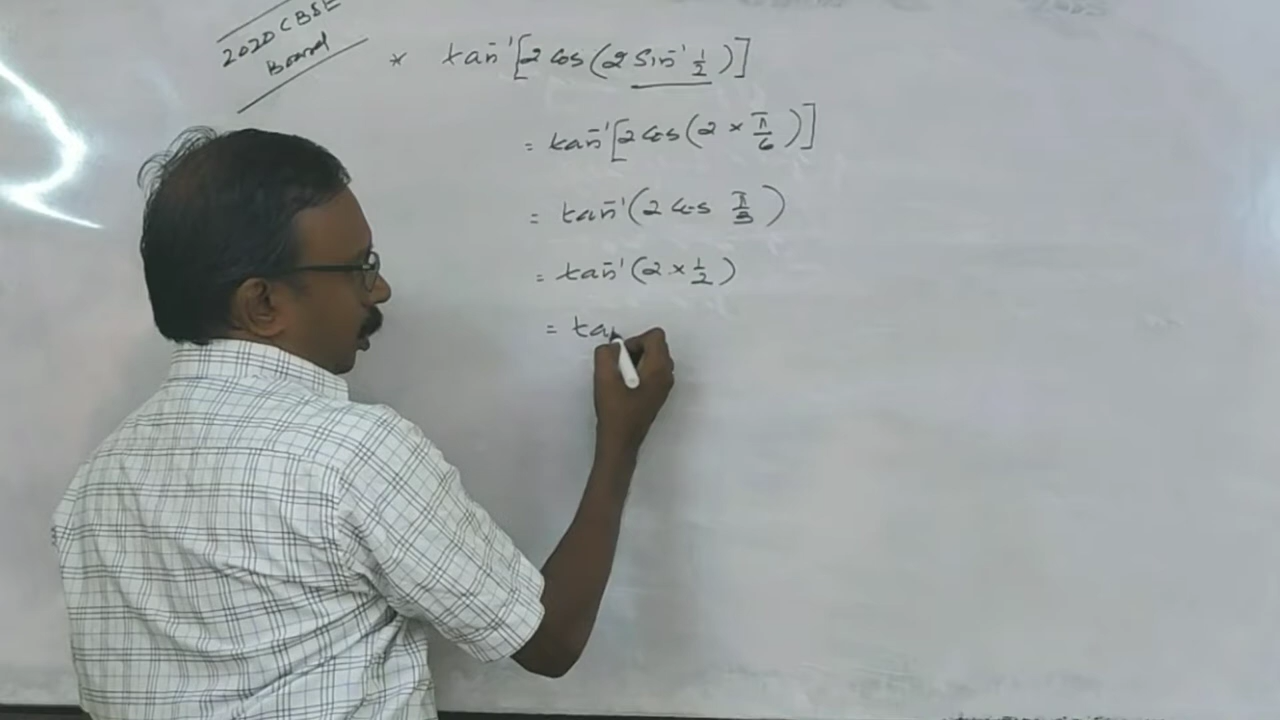 2020 CBSE
Board
* tan⁻¹[2 cos(2 sin⁻¹ 1/2)]
= tan⁻¹[2 cos(2 × π/6)]
= tan⁻¹(2 cos π/3)
= tan⁻¹(2 × 1/2)
= ta